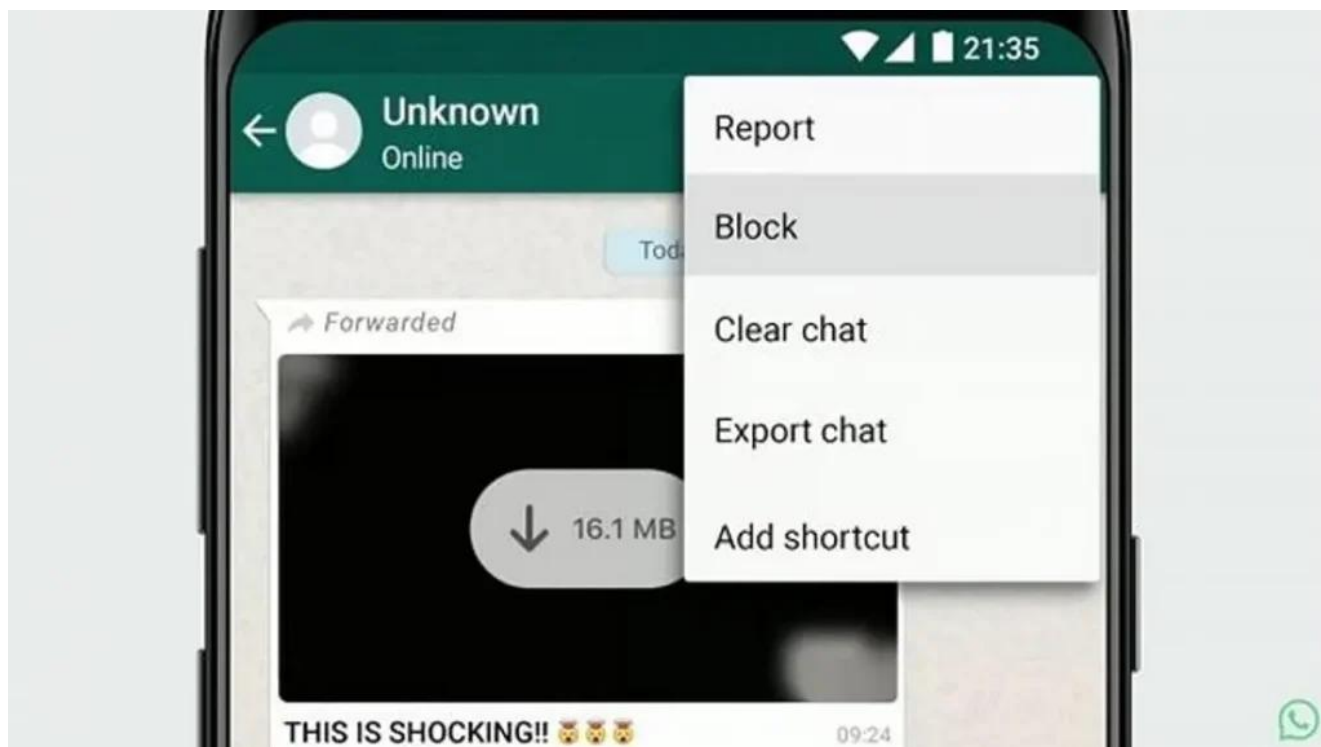 21:35
Unknown
Online
Report
Block
Clear chat
Export chat
Add shortcut
Forwarded
16.1 MB
THIS IS SHOCKING!! 🤯🤯🤯
09:24